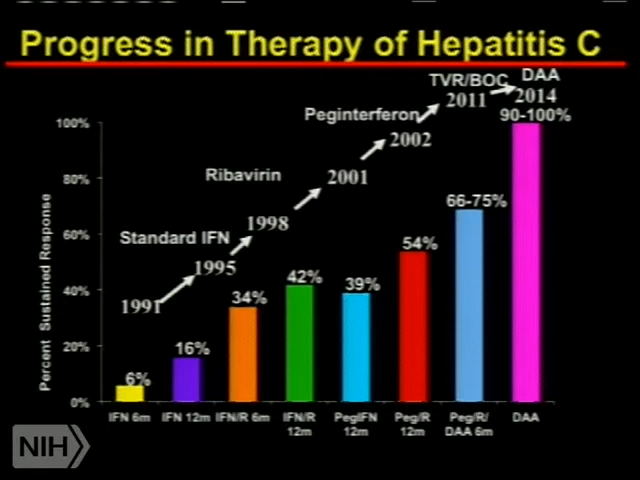 Progress in Therapy of Hepatitis C
TVR/BOC DAA
2011 2014
90-100%
Peginterferon
2002
Ribavirin
2001
1998
Standard IFN
1995
1991
Percent Sustained Response
100%
80%
60%
40%
20%
0%
6%
16%
34%
42%
39%
54%
66-75%
IFN 6m
IFN 12m
IFN/R 6m
IFN/R
12m
PegIFN
12m
Peg/R
12m
Peg/R/
DAA 6m
DAA
NIH